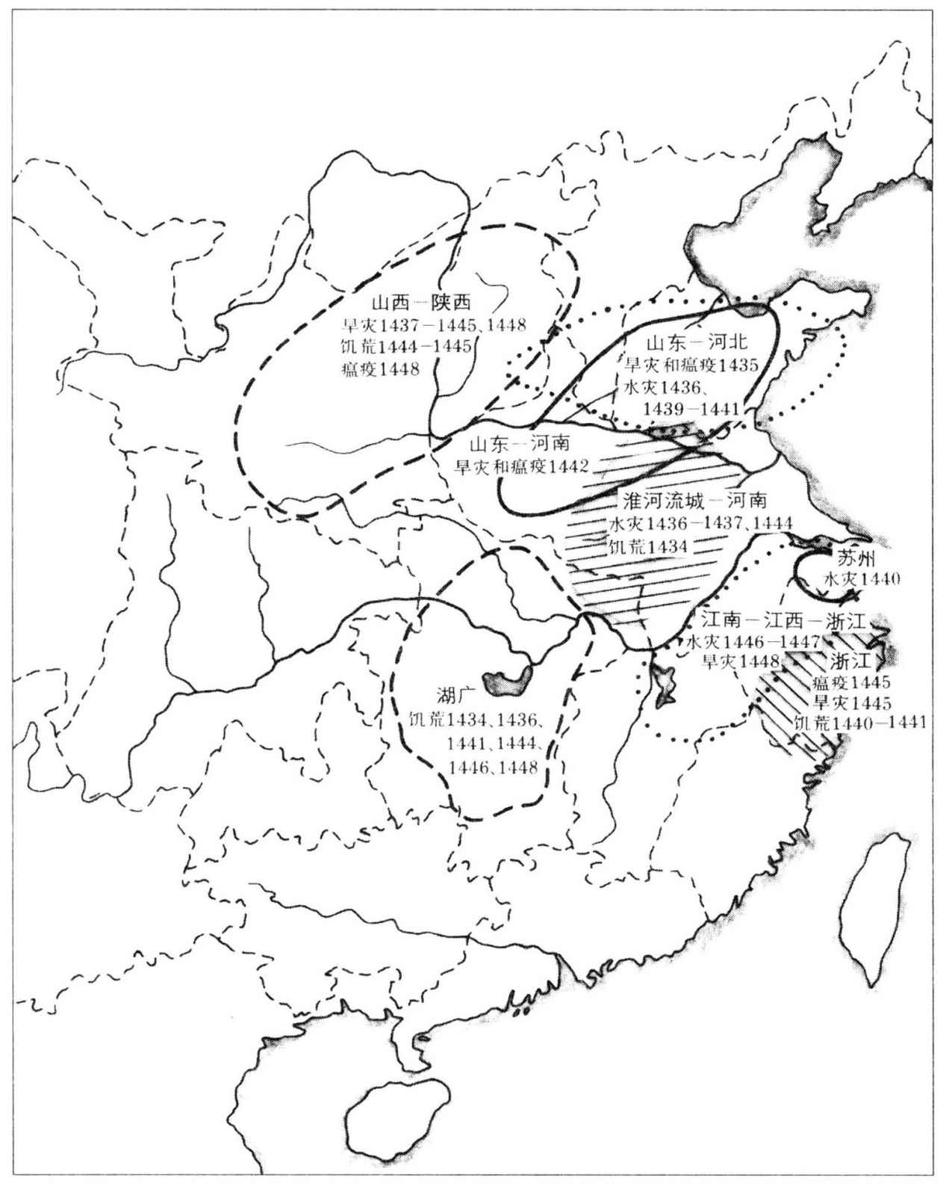 山西－陕西
旱灾1437－1445、1448
饥荒1444－1445
瘟疫1448
山东－河北
旱灾和瘟疫1435
水灾1436、
1439－1441
山东－河南
旱灾和瘟疫1442
淮河流城－河南
水灾1436－1437、1444
饥荒1434
苏州
水灾1440
江南－江西－浙江
水灾1446－1447
旱灾1448
浙江
瘟疫1445
旱灾1445
饥荒1440－1441
湖广
饥荒1434、1436、
1441、1444、
1446、1448